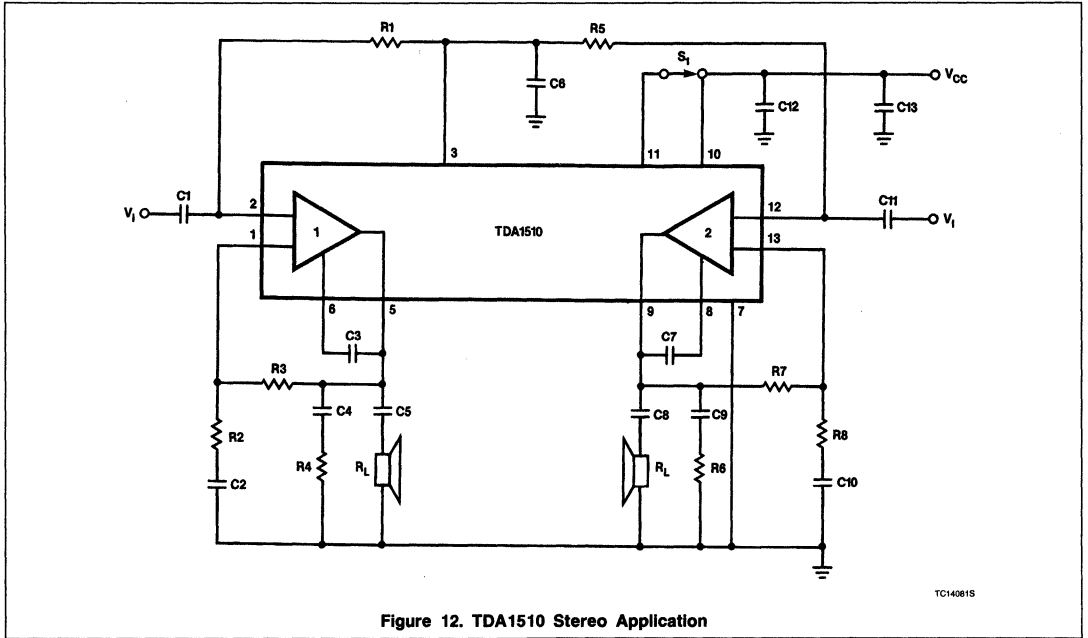 R1
R5
S1
C6
VCC
C12
C13
3
11
10
C1
VI
2
1
1
TDA1510
2
12
13
C11
VI
6
5
9
8
7
C3
C7
R3
R7
C4
C5
C8
C9
R2
R4
RL
RL
R6
R8
C2
C10
TC14081S
Figure 12. TDA1510 Stereo Application